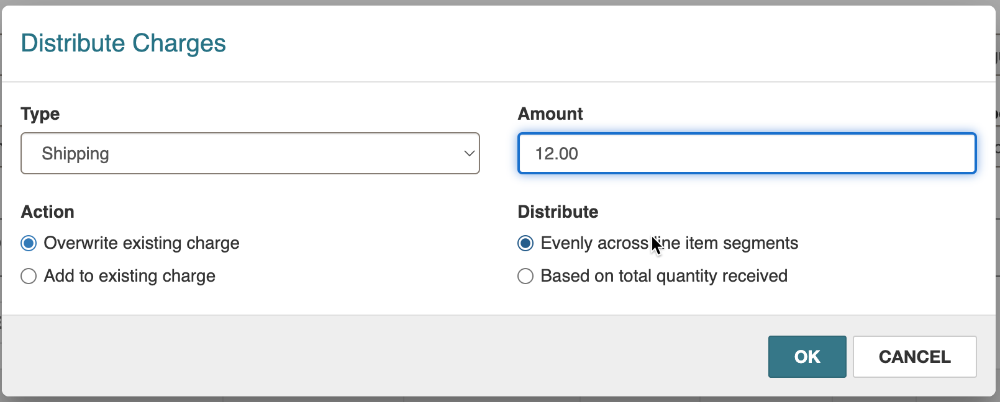 Distribute Charges
Type
Amount
Shipping
12.00
Action
Distribute
Overwrite existing charge
Evenly across line item segments
Add to existing charge
Based on total quantity received
OK
CANCEL